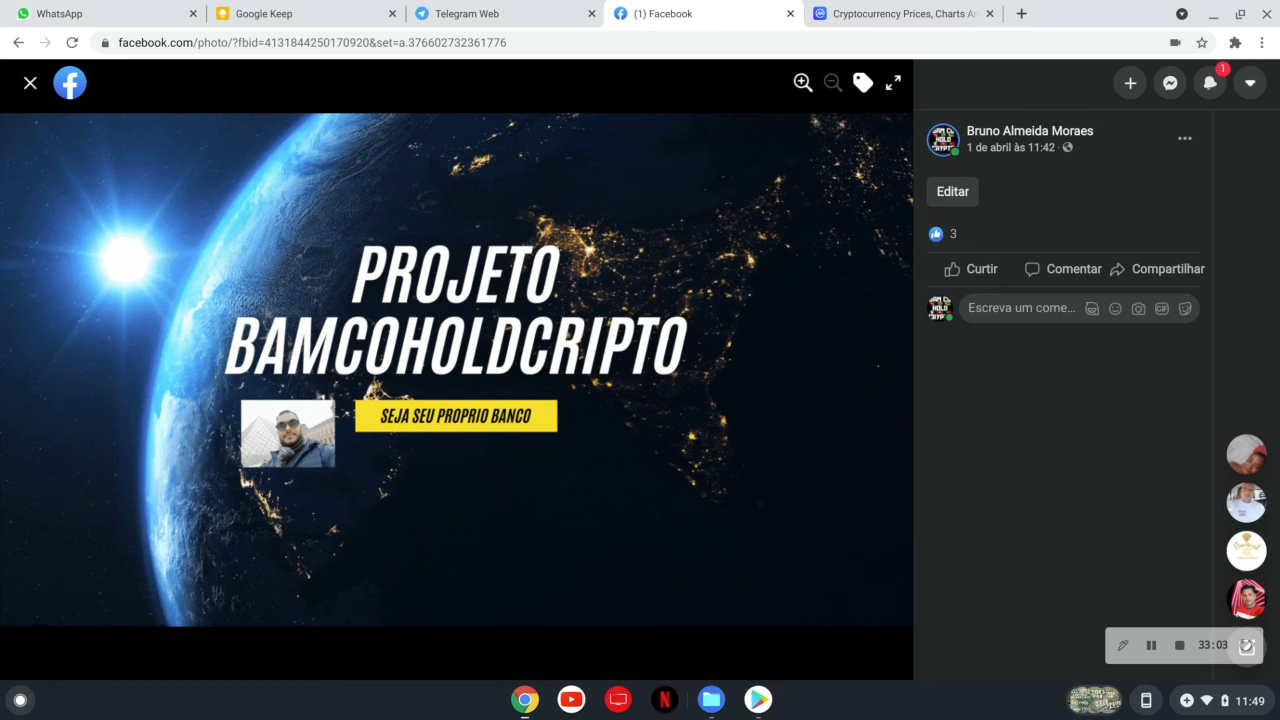 WhatsApp
Google Keep
Telegram Web
(1) Facebook
Cryptocurrency Prices, Charts
facebook.com/photo/?fbid=4131844250170920&set=a.376602732361776
1
Bruno Almeida Moraes
1 de abril às 11:42
Editar
3
Curtir
Comentar
Compartilhar
Escreva um come...
PROJETO
BAMCOHOLDCRIPTO
SEJA SEU PROPRIO BANCO
33:03
11:49